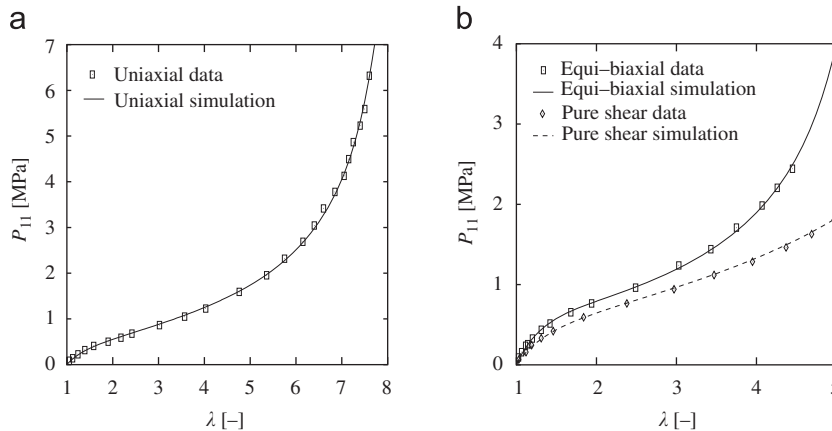 a
7
6
5
4
3
2
1
0
P₁₁ [MPa]
Uniaxial data
Uniaxial simulation
1 2 3 4 5 6 7 8
λ [–]
b
4
3
2
1
0
P₁₁ [MPa]
Equi–biaxial data
Equi–biaxial simulation
Pure shear data
Pure shear simulation
1 2 3 4 5
λ [–]